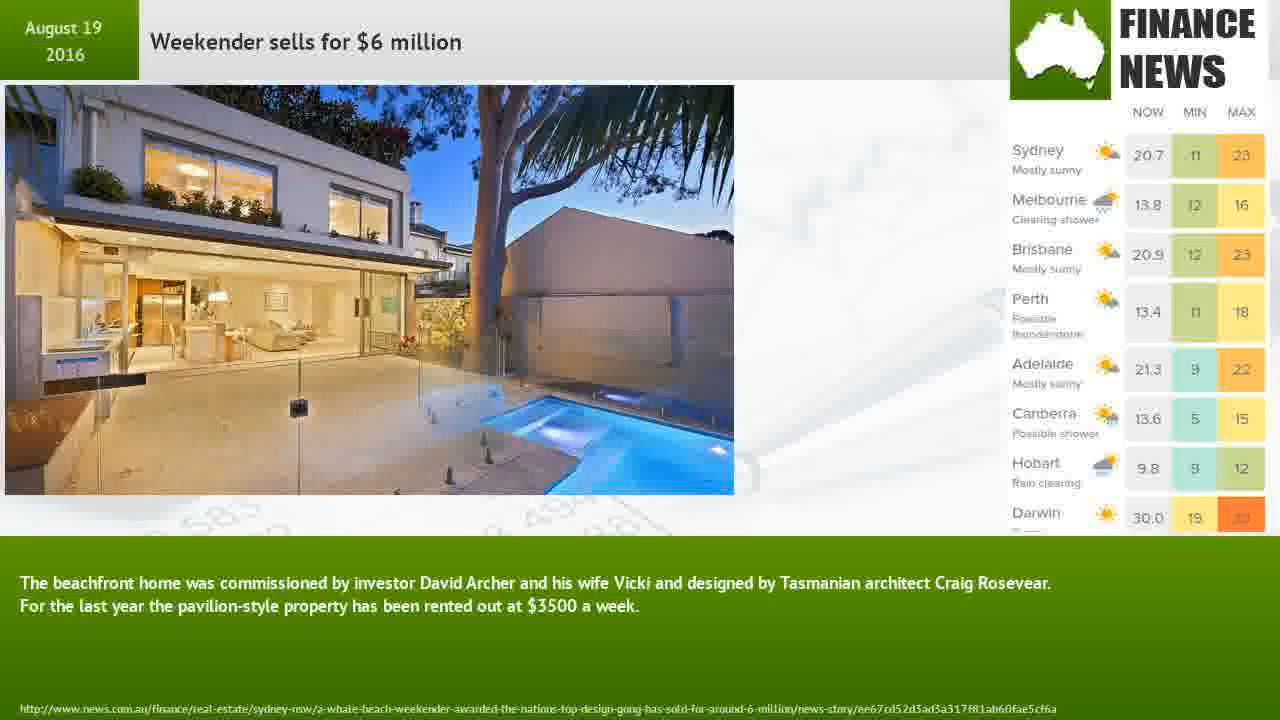 August 19
2016
Weekender sells for $6 million
FINANCE
NEWS
NOW MIN MAX
Sydney 20.7 11 23
Mostly sunny
Melbourne 13.8 12 16
Clearing shower
Brisbane 20.9 12 23
Mostly sunny
Perth 13.4 11 18
Possible
thunderstorm
Adelaide 21.3 9 22
Mostly sunny
Canberra 13.6 5 15
Possible shower
Hobart 9.8 9 12
Rain clearing
Darwin 30.0 19
The beachfront home was commissioned by investor David Archer and his wife Vicki and designed by Tasmanian architect Craig Rosevear.
For the last year the pavilion-style property has been rented out at $3500 a week.
http://www.news.com.au/finance/real-estate/sydney-nsw/a-whale-beach-weekender-awarded-the-nations-top-design-gong-has-sold-for-around-6-million/news-story/ee67cd52d3ad3a317f81ab60fae5cf6a